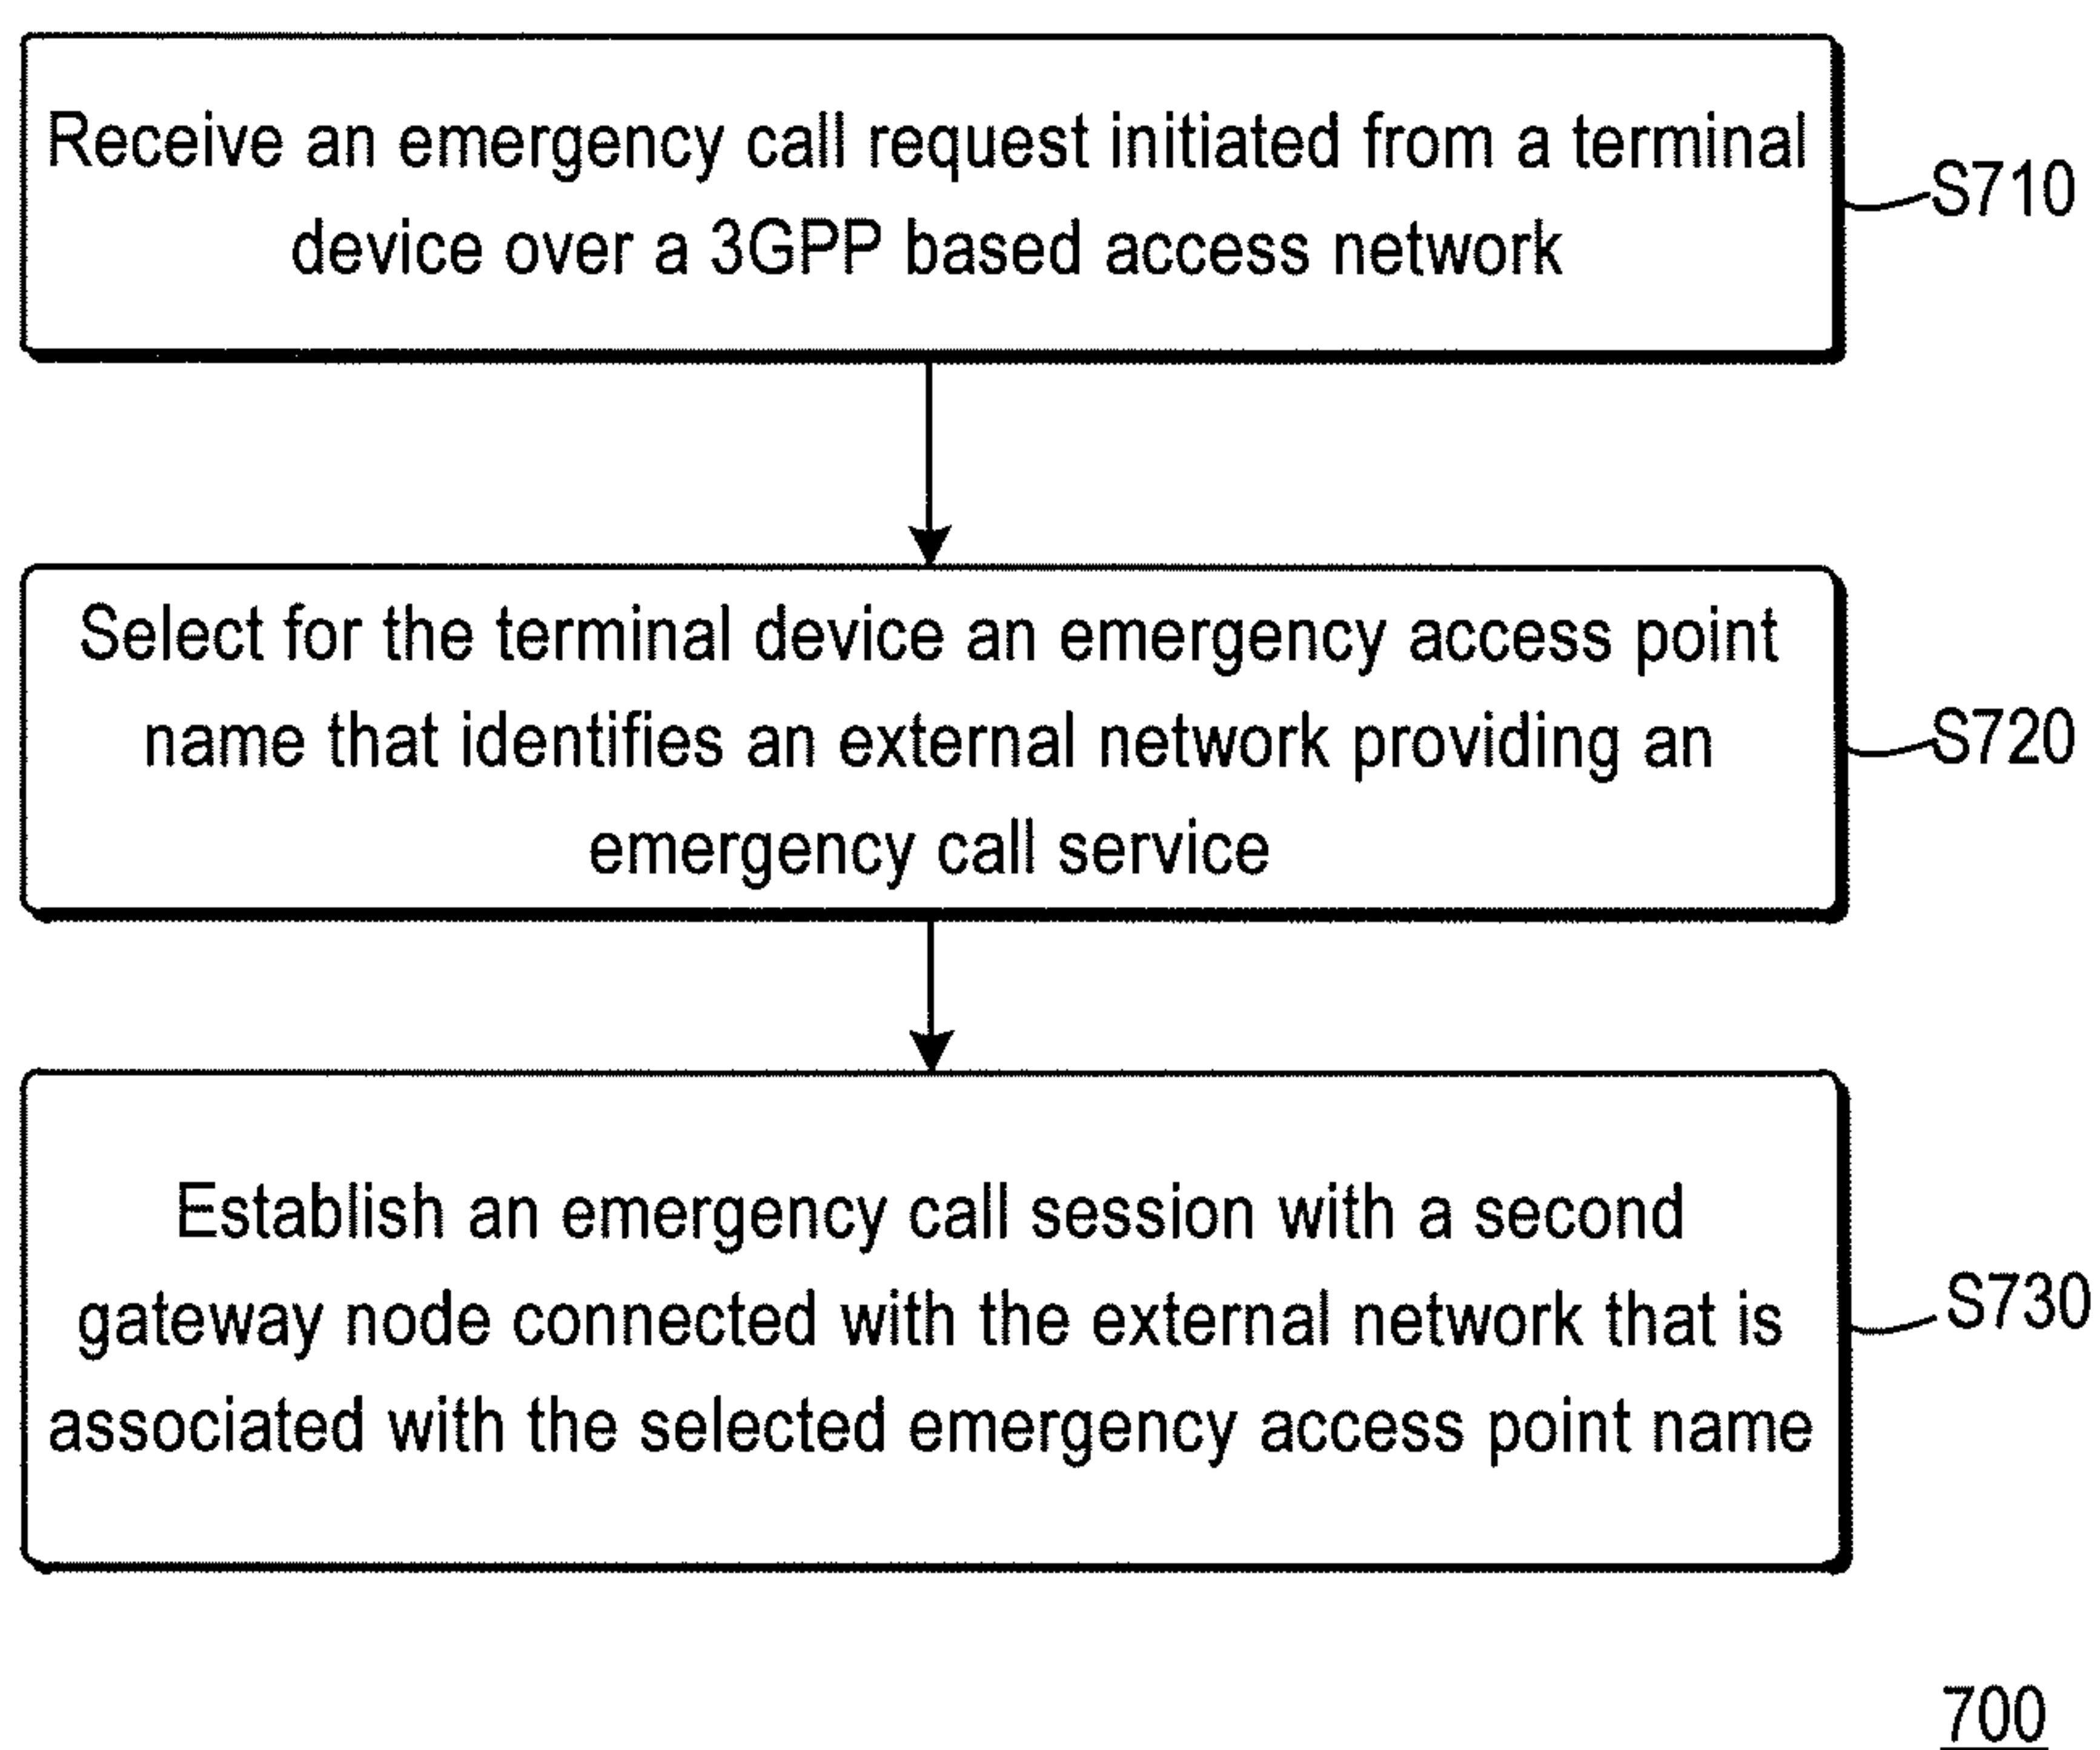 Receive an emergency call request initiated from a terminal
device over a 3GPP based access network
S710
Select for the terminal device an emergency access point
name that identifies an external network providing an
emergency call service
S720
Establish an emergency call session with a second
gateway node connected with the external network that is
associated with the selected emergency access point name
S730
700